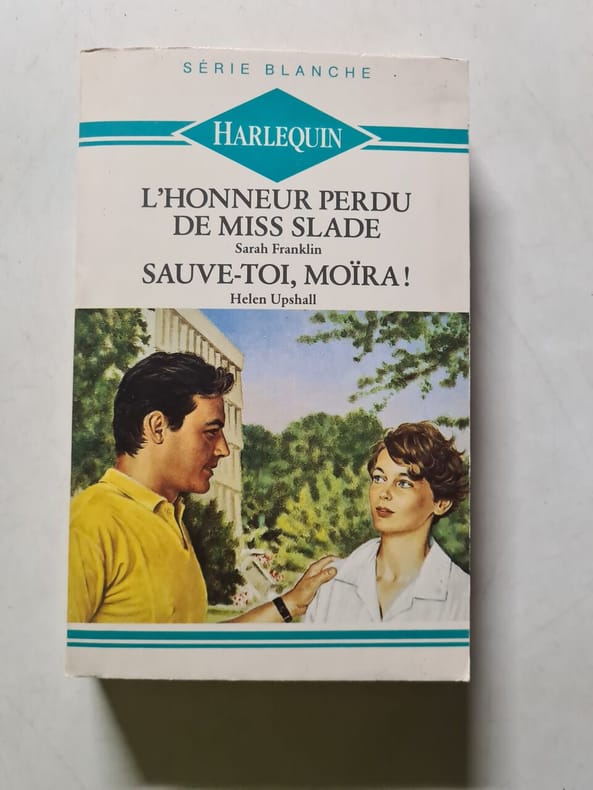 SÉRIE BLANCHE
HARLEQUIN
L'HONNEUR PERDU
DE MISS SLADE
Sarah Franklin
SAUVE-TOI, MOÏRA !
Helen Upshall